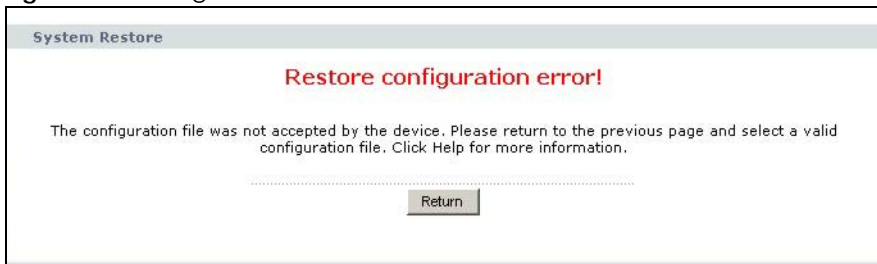 System Restore
Restore configuration error!
The configuration file was not accepted by the device. Please return to the previous page and select a valid
configuration file. Click Help for more information.
Return